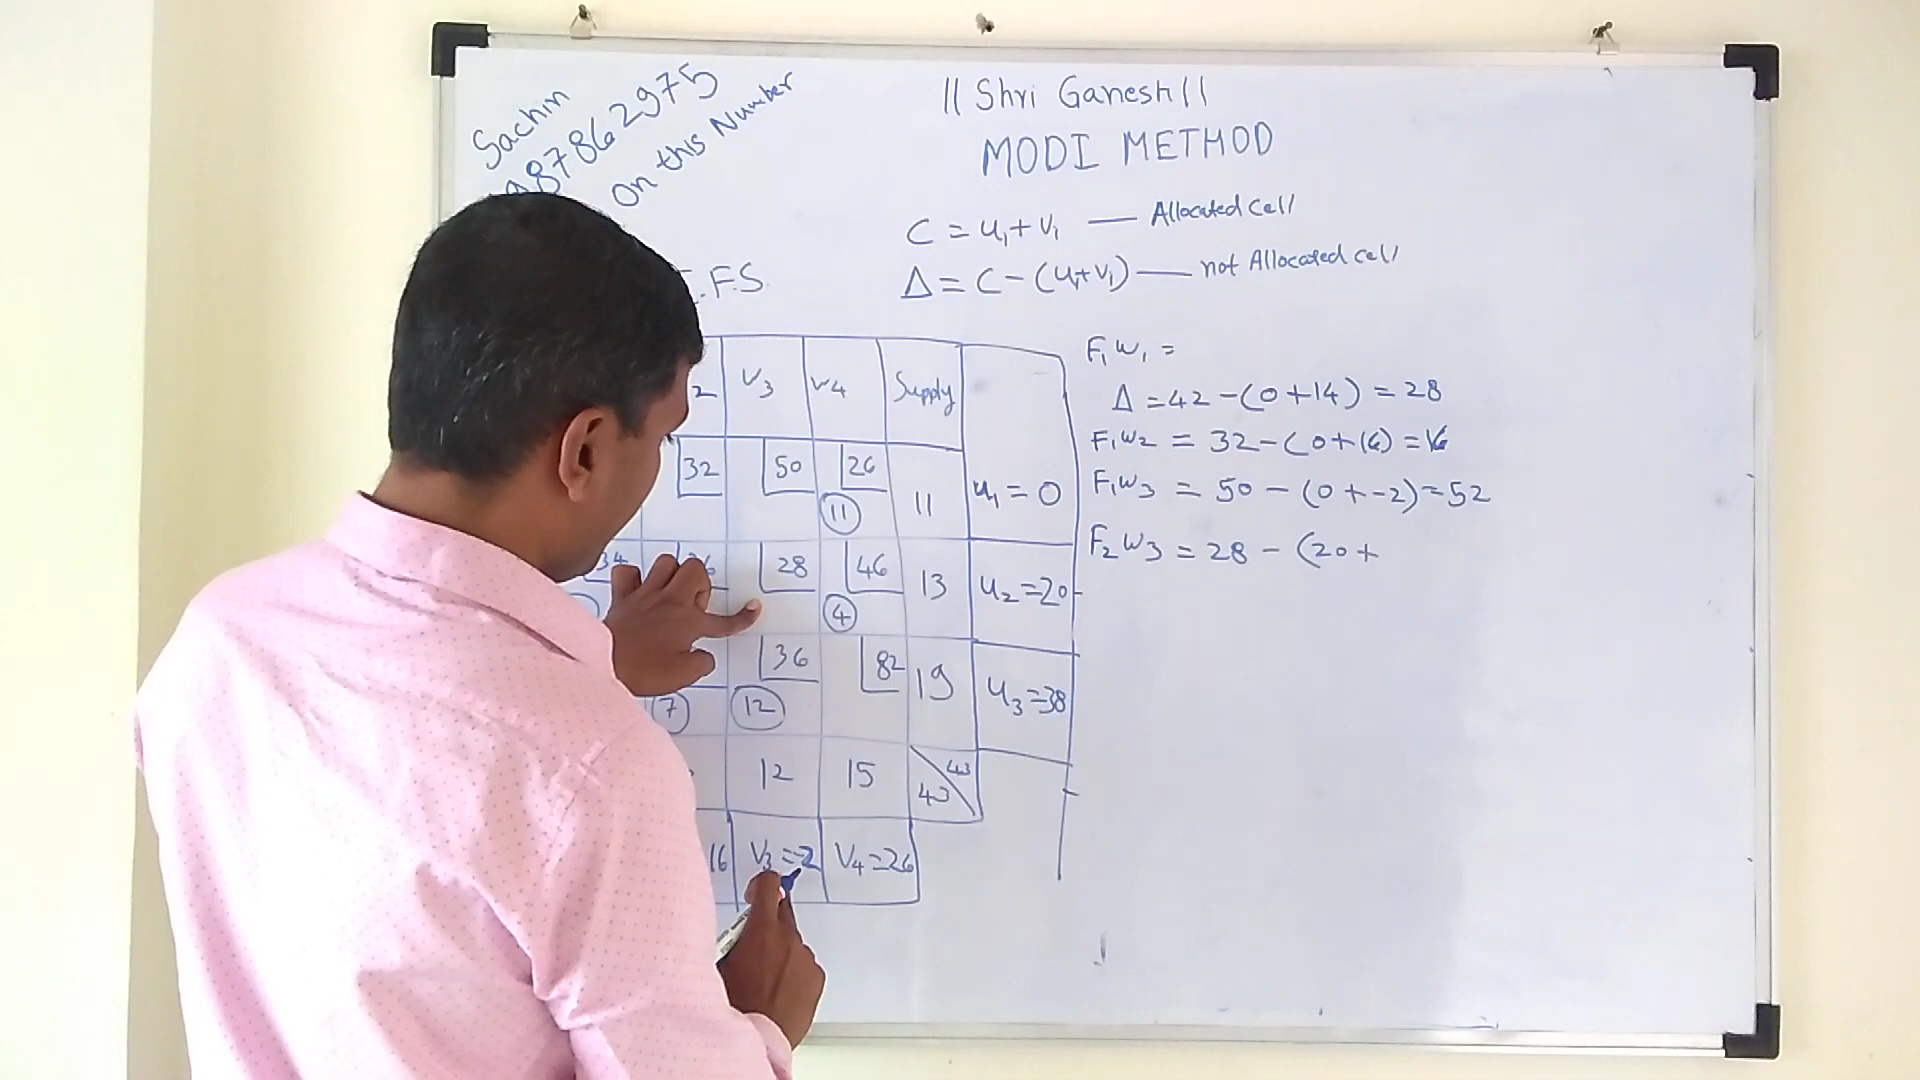 || Shri Ganesh ||
MODI METHOD
Sachin
9878662975
On this Number
C = u₁ + v₁ — Allocated cell
Δ = C - (u₁ + v₁) — not Allocated cell
.F.S
2 V3 V4 Supply
32 50 26
11 11 u₁ = 0
34 28 46
4 13 u₂ = 20
36 82
7 12 19 u₃ = 38
12 15 43
43
16 V3 = -2 V4 = 26
F₁W₁ =
Δ = 42 - (0 + 14) = 28
F₁W₂ = 32 - (0 + 16) = 16
F₁W₃ = 50 - (0 + -2) = 52
F₂W₃ = 28 - (20 +